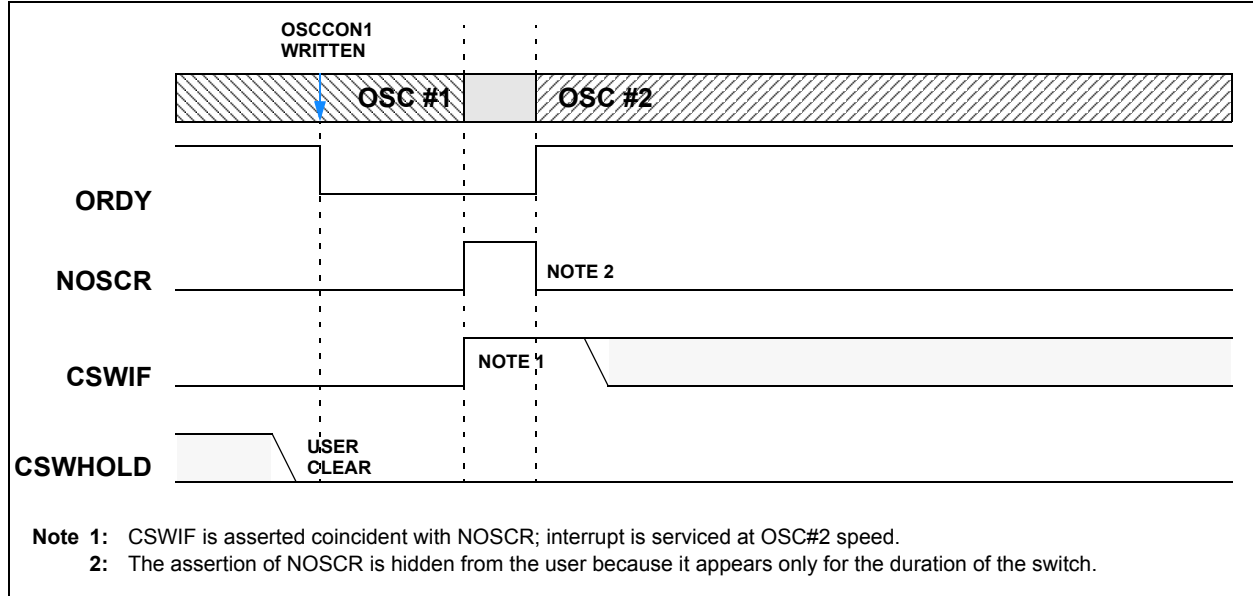 OSCCON1
WRITTEN
OSC #1
OSC #2
ORDY
NOSCR
NOTE 2
CSWIF
NOTE 1
CSWHOLD
USER
CLEAR
Note 1: CSWIF is asserted coincident with NOSCR; interrupt is serviced at OSC#2 speed.
2: The assertion of NOSCR is hidden from the user because it appears only for the duration of the switch.